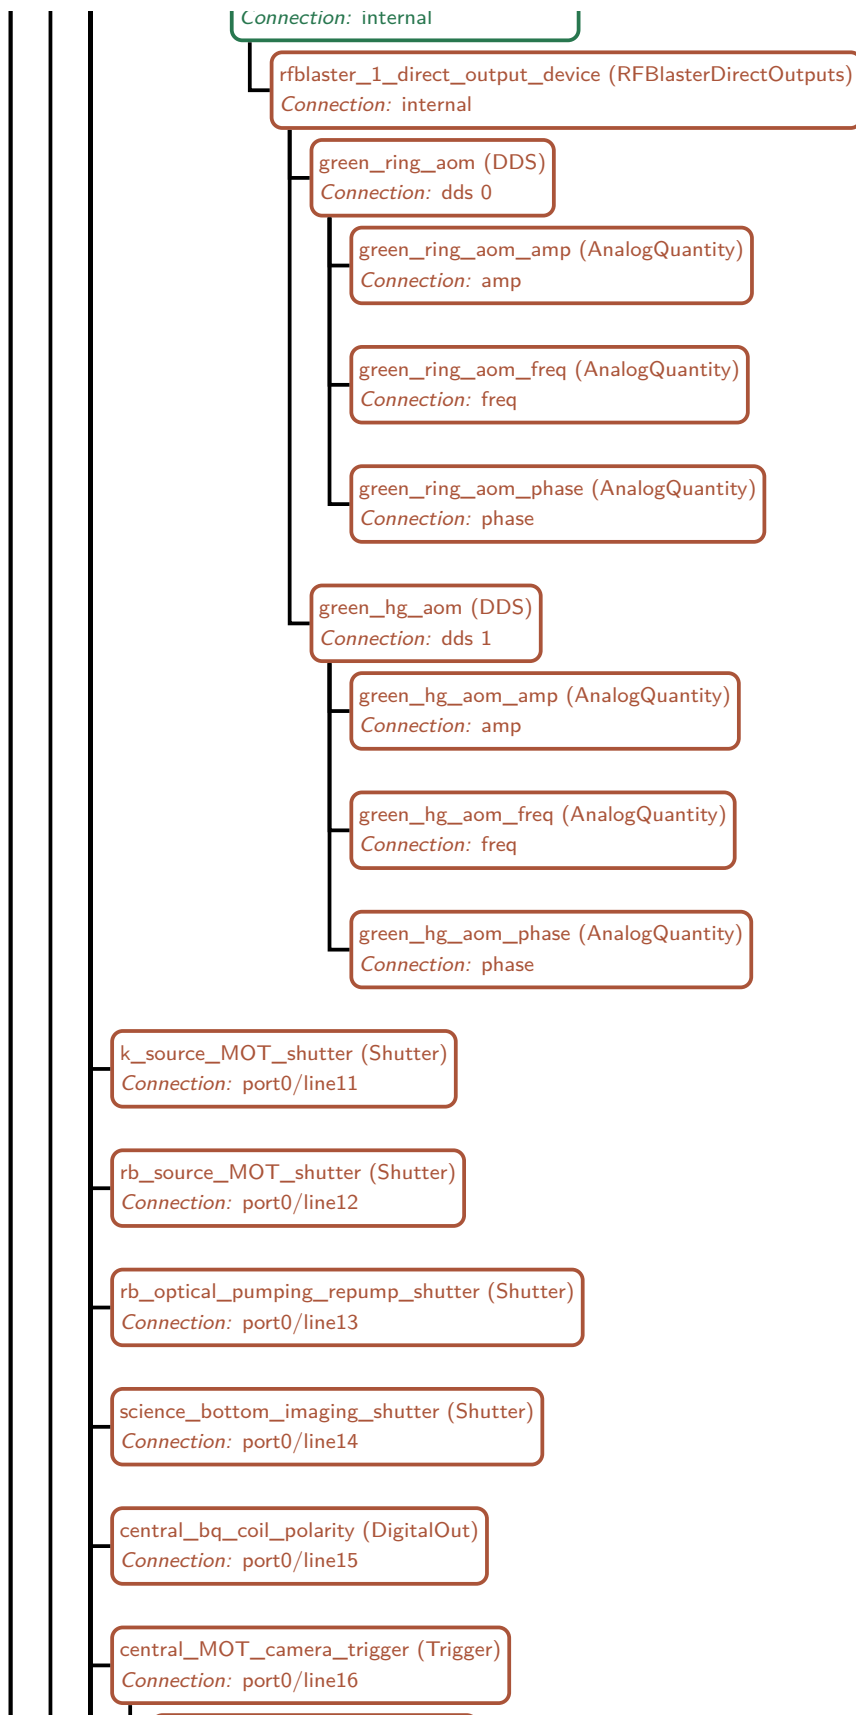 Connection: internal
rfblaster_1_direct_output_device (RFBlasterDirectOutputs)
Connection: internal
green_ring_aom (DDS)
Connection: dds 0
green_ring_aom_amp (AnalogQuantity)
Connection: amp
green_ring_aom_freq (AnalogQuantity)
Connection: freq
green_ring_aom_phase (AnalogQuantity)
Connection: phase
green_hg_aom (DDS)
Connection: dds 1
green_hg_aom_amp (AnalogQuantity)
Connection: amp
green_hg_aom_freq (AnalogQuantity)
Connection: freq
green_hg_aom_phase (AnalogQuantity)
Connection: phase
k_source_MOT_shutter (Shutter)
Connection: port0/line11
rb_source_MOT_shutter (Shutter)
Connection: port0/line12
rb_optical_pumping_repump_shutter (Shutter)
Connection: port0/line13
science_bottom_imaging_shutter (Shutter)
Connection: port0/line14
central_bq_coil_polarity (DigitalOut)
Connection: port0/line15
central_MOT_camera_trigger (Trigger)
Connection: port0/line16